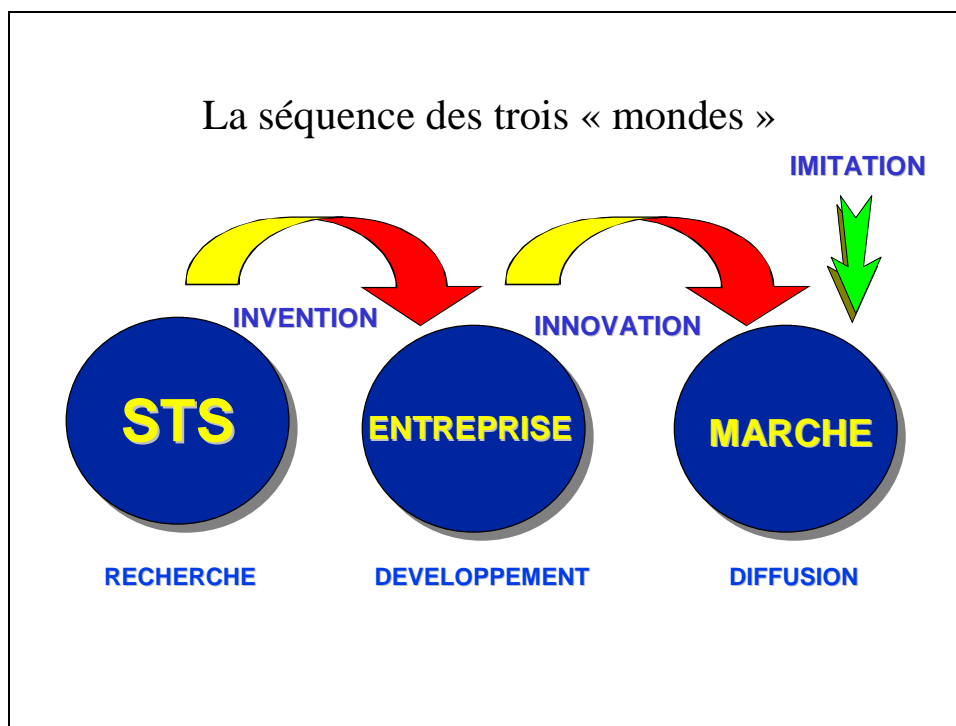 La séquence des trois « mondes »
IMITATION
INVENTION
INNOVATION
STS
ENTREPRISE
MARCHE
RECHERCHE
DEVELOPPEMENT
DIFFUSION